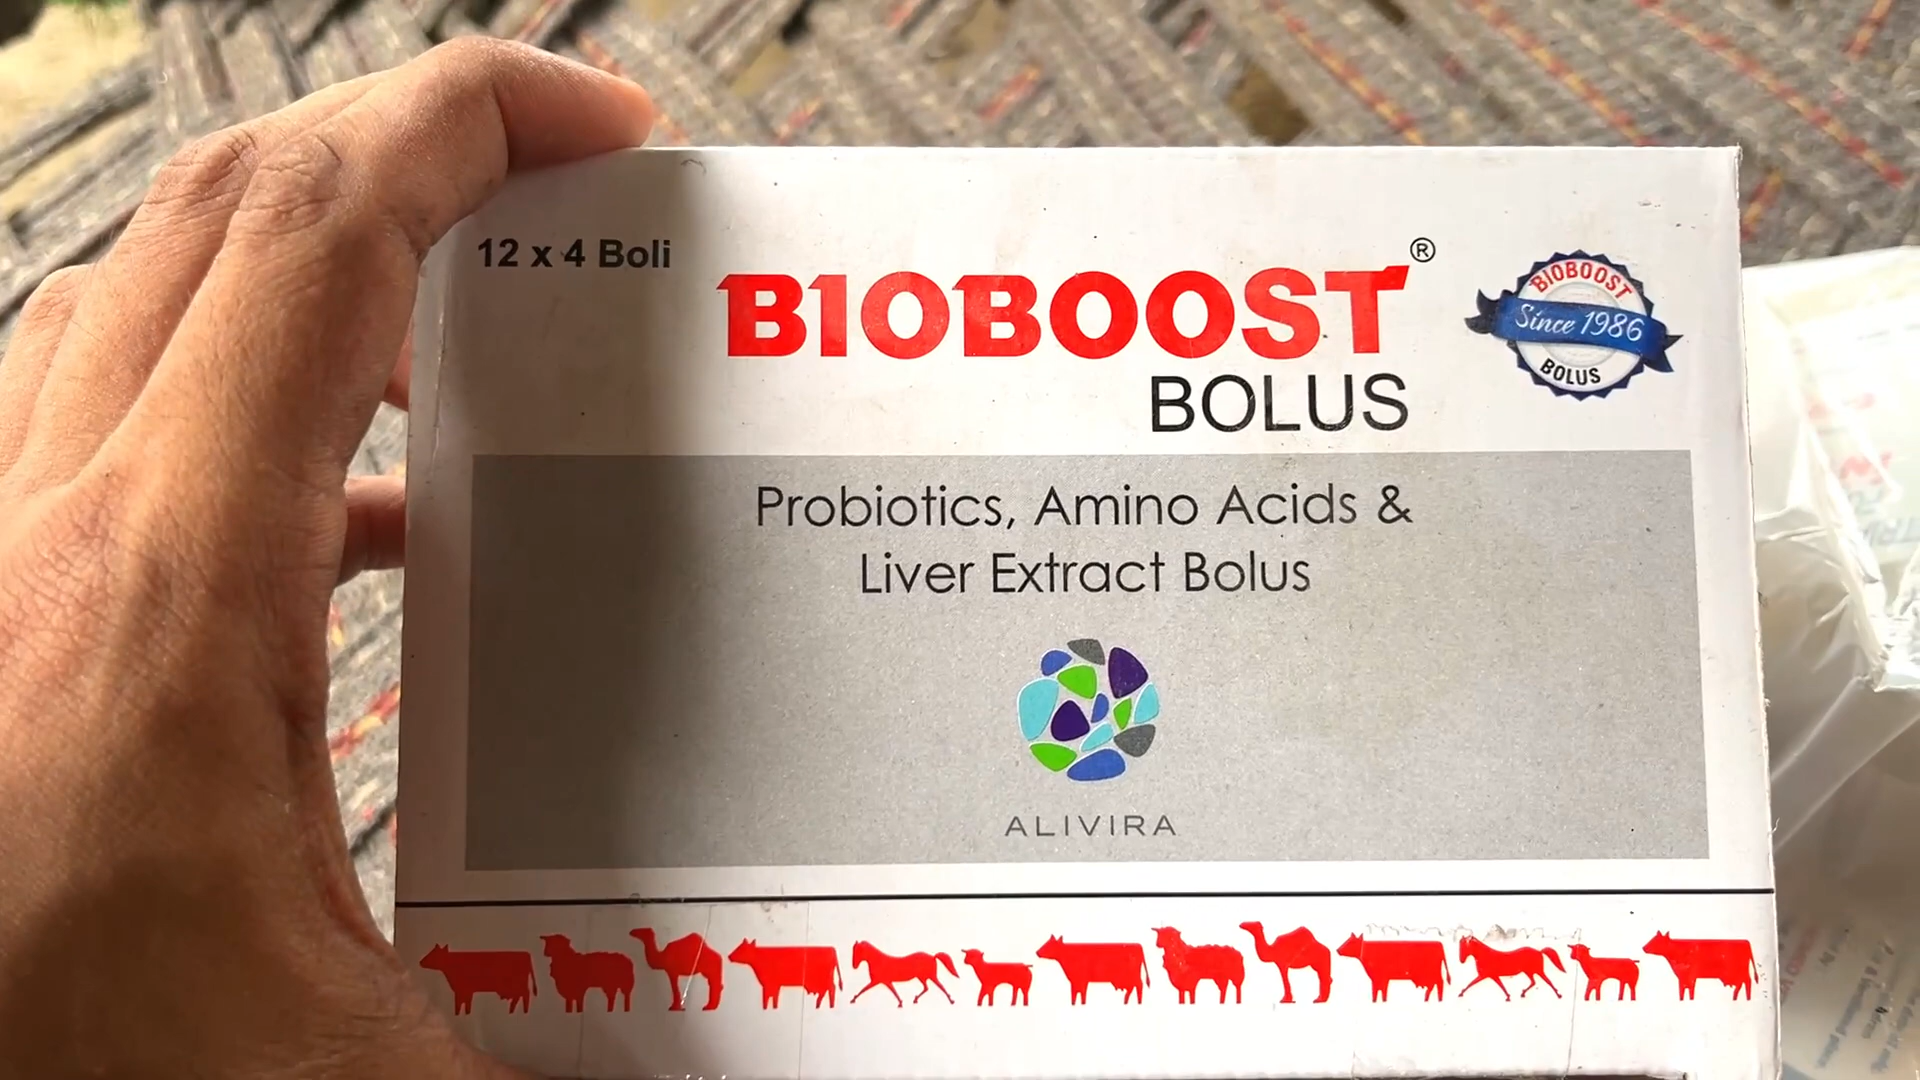 12 x 4 Boli
BIOBOOST®
BOLUS
BIOBOOST
Since 1986
BOLUS
Probiotics, Amino Acids &
Liver Extract Bolus
ALIVIRA